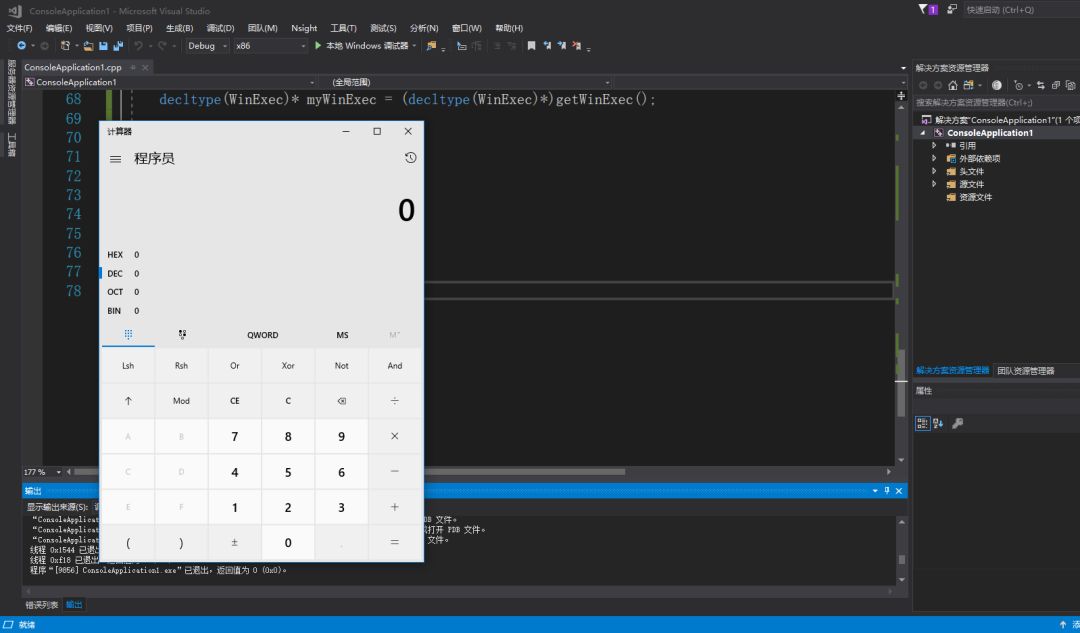 ConsoleApplication1 - Microsoft Visual Studio
1
快速启动 (Ctrl+Q)
文件(F) 编辑(E) 视图(V) 项目(P) 生成(B) 调试(D) 团队(M) Nsight 工具(T) 测试(S) 分析(N) 窗口(W) 帮助(H)
Debug x86 本地 Windows 调试器
服务器资源管理器
工具箱
ConsoleApplication1.cpp
ConsoleApplication1 (全局范围)
68 decltype(WinExec)* myWinExec = (decltype(WinExec)*)getWinExec();
69
70
71
72
73
74
75
76
77
78
计算器
程序员
0
HEX 0
DEC 0
OCT 0
BIN 0
QWORD MS M
Lsh Rsh Or Xor Not And
↑ Mod CE C ÷
A B 7 8 9 ×
C D 4 5 6 −
E F 1 2 3 +
( ) ± 0 . =
177 %
输出
显示输出来源(S):
“ConsoleApplicat DB 文件。
“ConsoleApplicat 打开 PDB 文件。
“ConsoleApplicat 文件。
线程 0x1544 已退出
线程 0xf18 已退出
程序“[9856] ConsoleApplication1.exe”已退出，返回值为 0 (0x0)。
错误列表 输出
就绪
解决方案资源管理器
搜索解决方案资源管理器(Ctrl+;)
解决方案"ConsoleApplication1"(1 个项
ConsoleApplication1
引用
外部依赖项
头文件
源文件
资源文件
解决方案资源管理器 团队资源管理器
属性
添